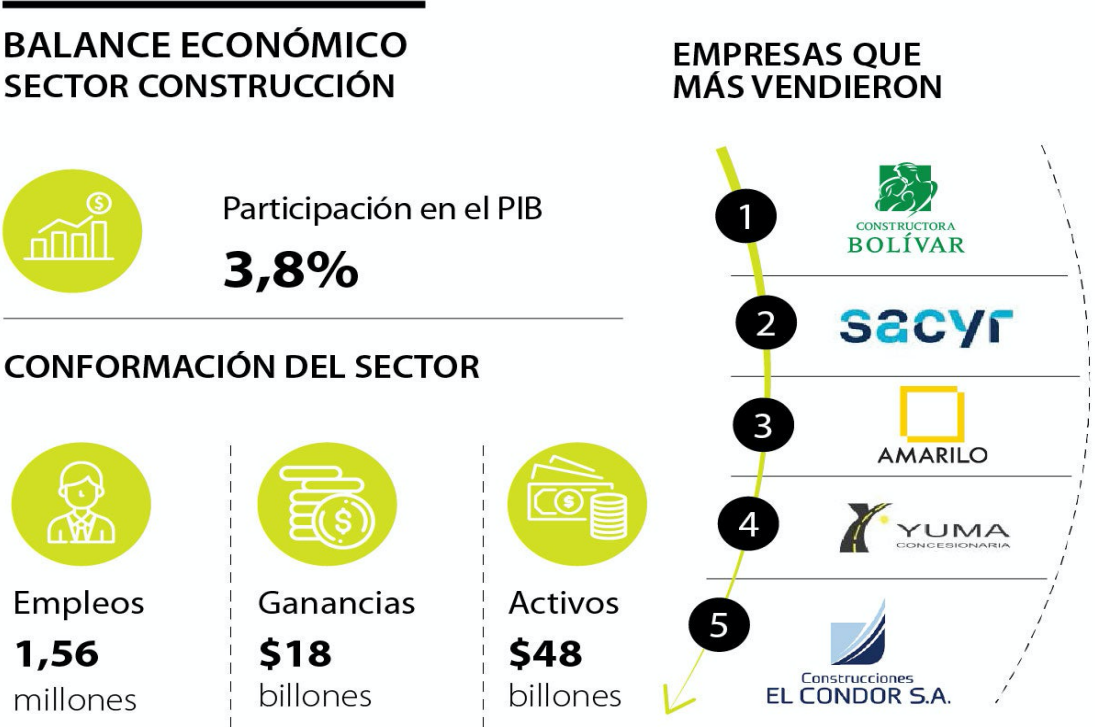 BALANCE ECONÓMICO
SECTOR CONSTRUCCIÓN
Participación en el PIB
3,8%
CONFORMACIÓN DEL SECTOR
Empleos
1,56
millones
Ganancias
$18
billones
Activos
$48
billones
EMPRESAS QUE
MÁS VENDIERON
1
CONSTRUCTORA
BOLÍVAR
2
sacyr
3
AMARILO
4
YUMA
CONCESIONARIA
5
Construcciones
EL CONDOR S.A.